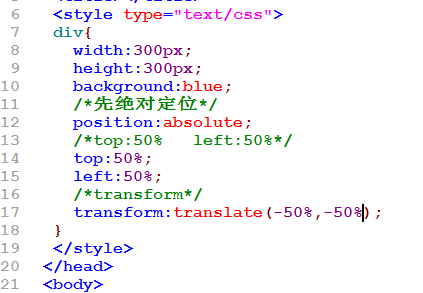 6 <style type="text/css">
7 div{
8 width:300px;
9 height:300px;
10 background:blue;
11 /*先绝对定位*/
12 position:absolute;
13 /*top:50% left:50%*/
14 top:50%;
15 left:50%;
16 /*transform*/
17 transform:translate(-50%,-50%);
18 }
19 </style>
20 </head>
21 <body>